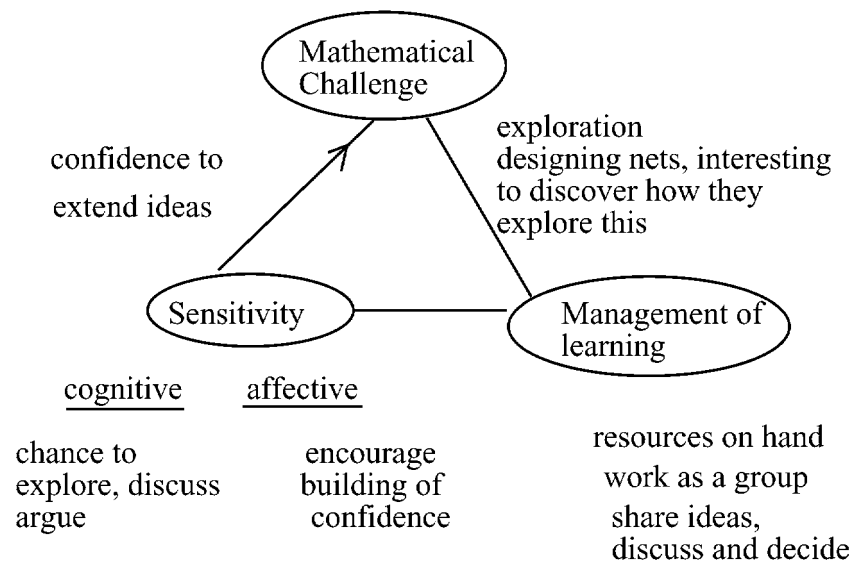 Mathematical
Challenge
confidence to
extend ideas
exploration
designing nets, interesting
to discover how they
explore this
Sensitivity
Management of
learning
cognitive
affective
chance to
explore, discuss
argue
encourage
building of
confidence
resources on hand
work as a group
share ideas,
discuss and decide